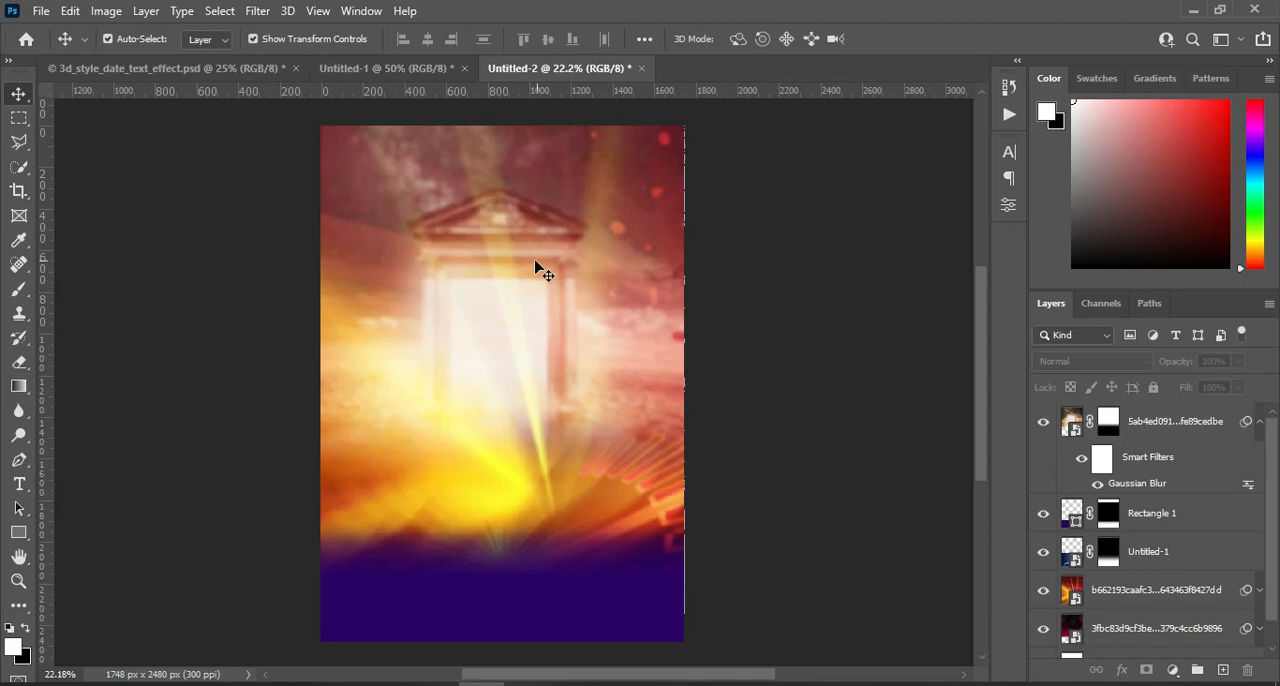 Ps File Edit Image Layer Type Select Filter 3D View Window Help
Auto-Select: Layer Show Transform Controls 3D Mode:
© 3d_style_date_text_effect.psd @ 25% (RGB/8) * × Untitled-1 @ 50% (RGB/8) * × Untitled-2 @ 22.2% (RGB/8) * ×
1200 1000 800 600 400 200 0 200 400 600 800 1000 1200 1400 1600 1800 2000 2200 2400 2600 2800 3000
Color Swatches Gradients Patterns
Layers Channels Paths
Kind
Normal Opacity: 100%
Lock: Fill: 100%
5ab4ed091...fe89cedbe
Smart Filters
Gaussian Blur
Rectangle 1
Untitled-1
b662193caafc3...643463f8427dd
3fbc83d9cf3be...379c4cc6b9896
22.18% 1748 px x 2480 px (300 ppi)